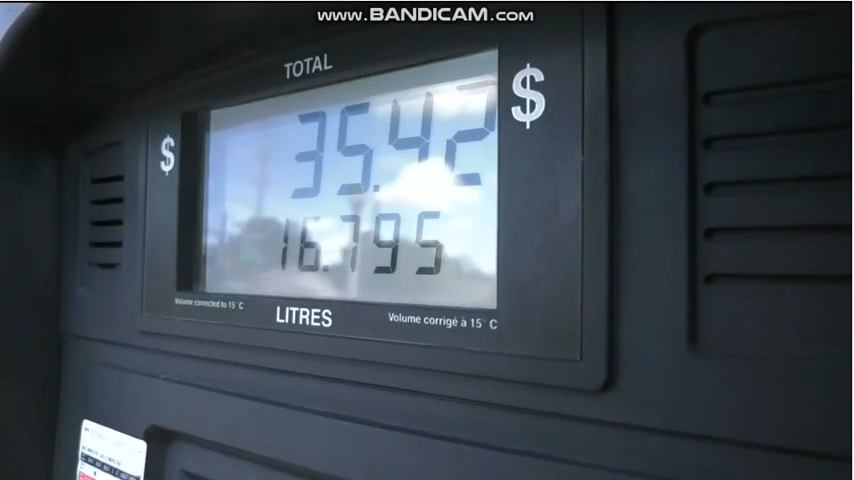 www.BANDICAM.com
TOTAL
$
$
35.42
16.795
Volume corrected to 15°C
LITRES
Volume corrigé à 15°C